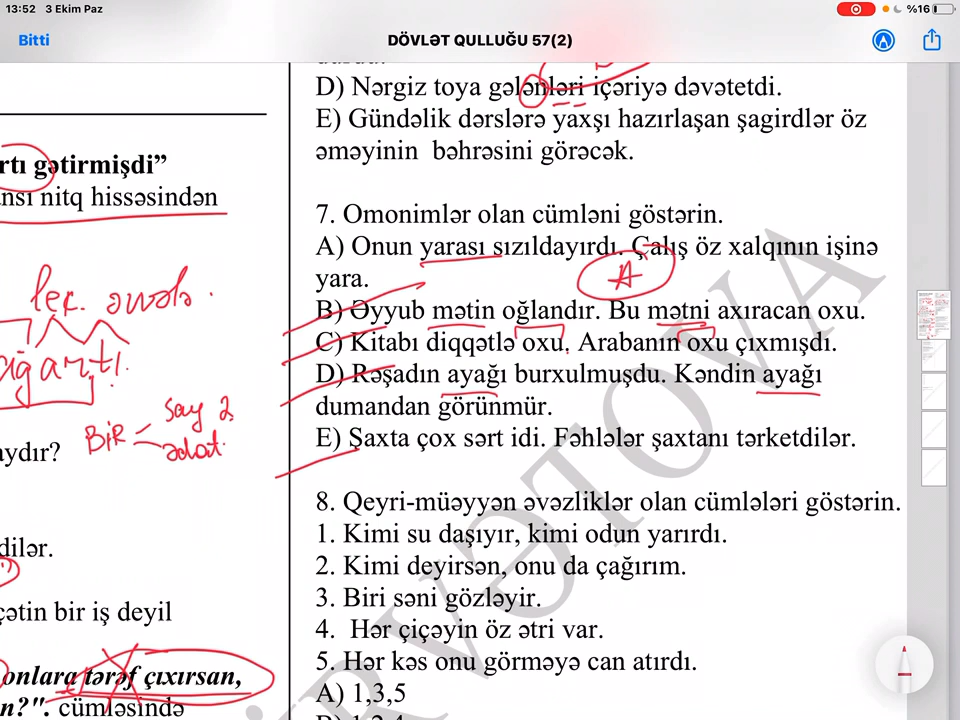 13:52 3 Ekim Paz
%16
Bitti
DÖVLƏT QULLUĞU 57(2)
rtı gətirmişdi”
nsı nitq hissəsindən
lek. əvələ.
BİR
say
ədat.
aydır?
dilər.
çətin bir iş deyil
onlara tərəf çıxırsan,
n?". cümləsində
D) Nərgiz toya gələnləri içəriyə dəvətetdi.
E) Gündəlik dərslərə yaxşı hazırlaşan şagirdlər öz
əməyinin bəhrəsini görəcək.
7. Omonimlər olan cümləni göstərin.
A) Onun yarası sızıldayırdı. Çalış öz xalqının işinə
yara.
A
B) Əyyub mətin oğlandır. Bu mətni axıracan oxu.
C) Kitabı diqqətlə oxu. Arabanın oxu çıxmışdı.
D) Rəşadın ayağı burxulmuşdu. Kəndin ayağı
dumandan görünmür.
E) Şaxta çox sərt idi. Fəhlələr şaxtanı tərketdilər.
8. Qeyri-müəyyən əvəzliklər olan cümlələri göstərin.
1. Kimi su daşıyır, kimi odun yarırdı.
2. Kimi deyirsən, onu da çağırım.
3. Biri səni gözləyir.
4. Hər çiçəyin öz ətri var.
5. Hər kəs onu görməyə can atırdı.
A) 1,3,5